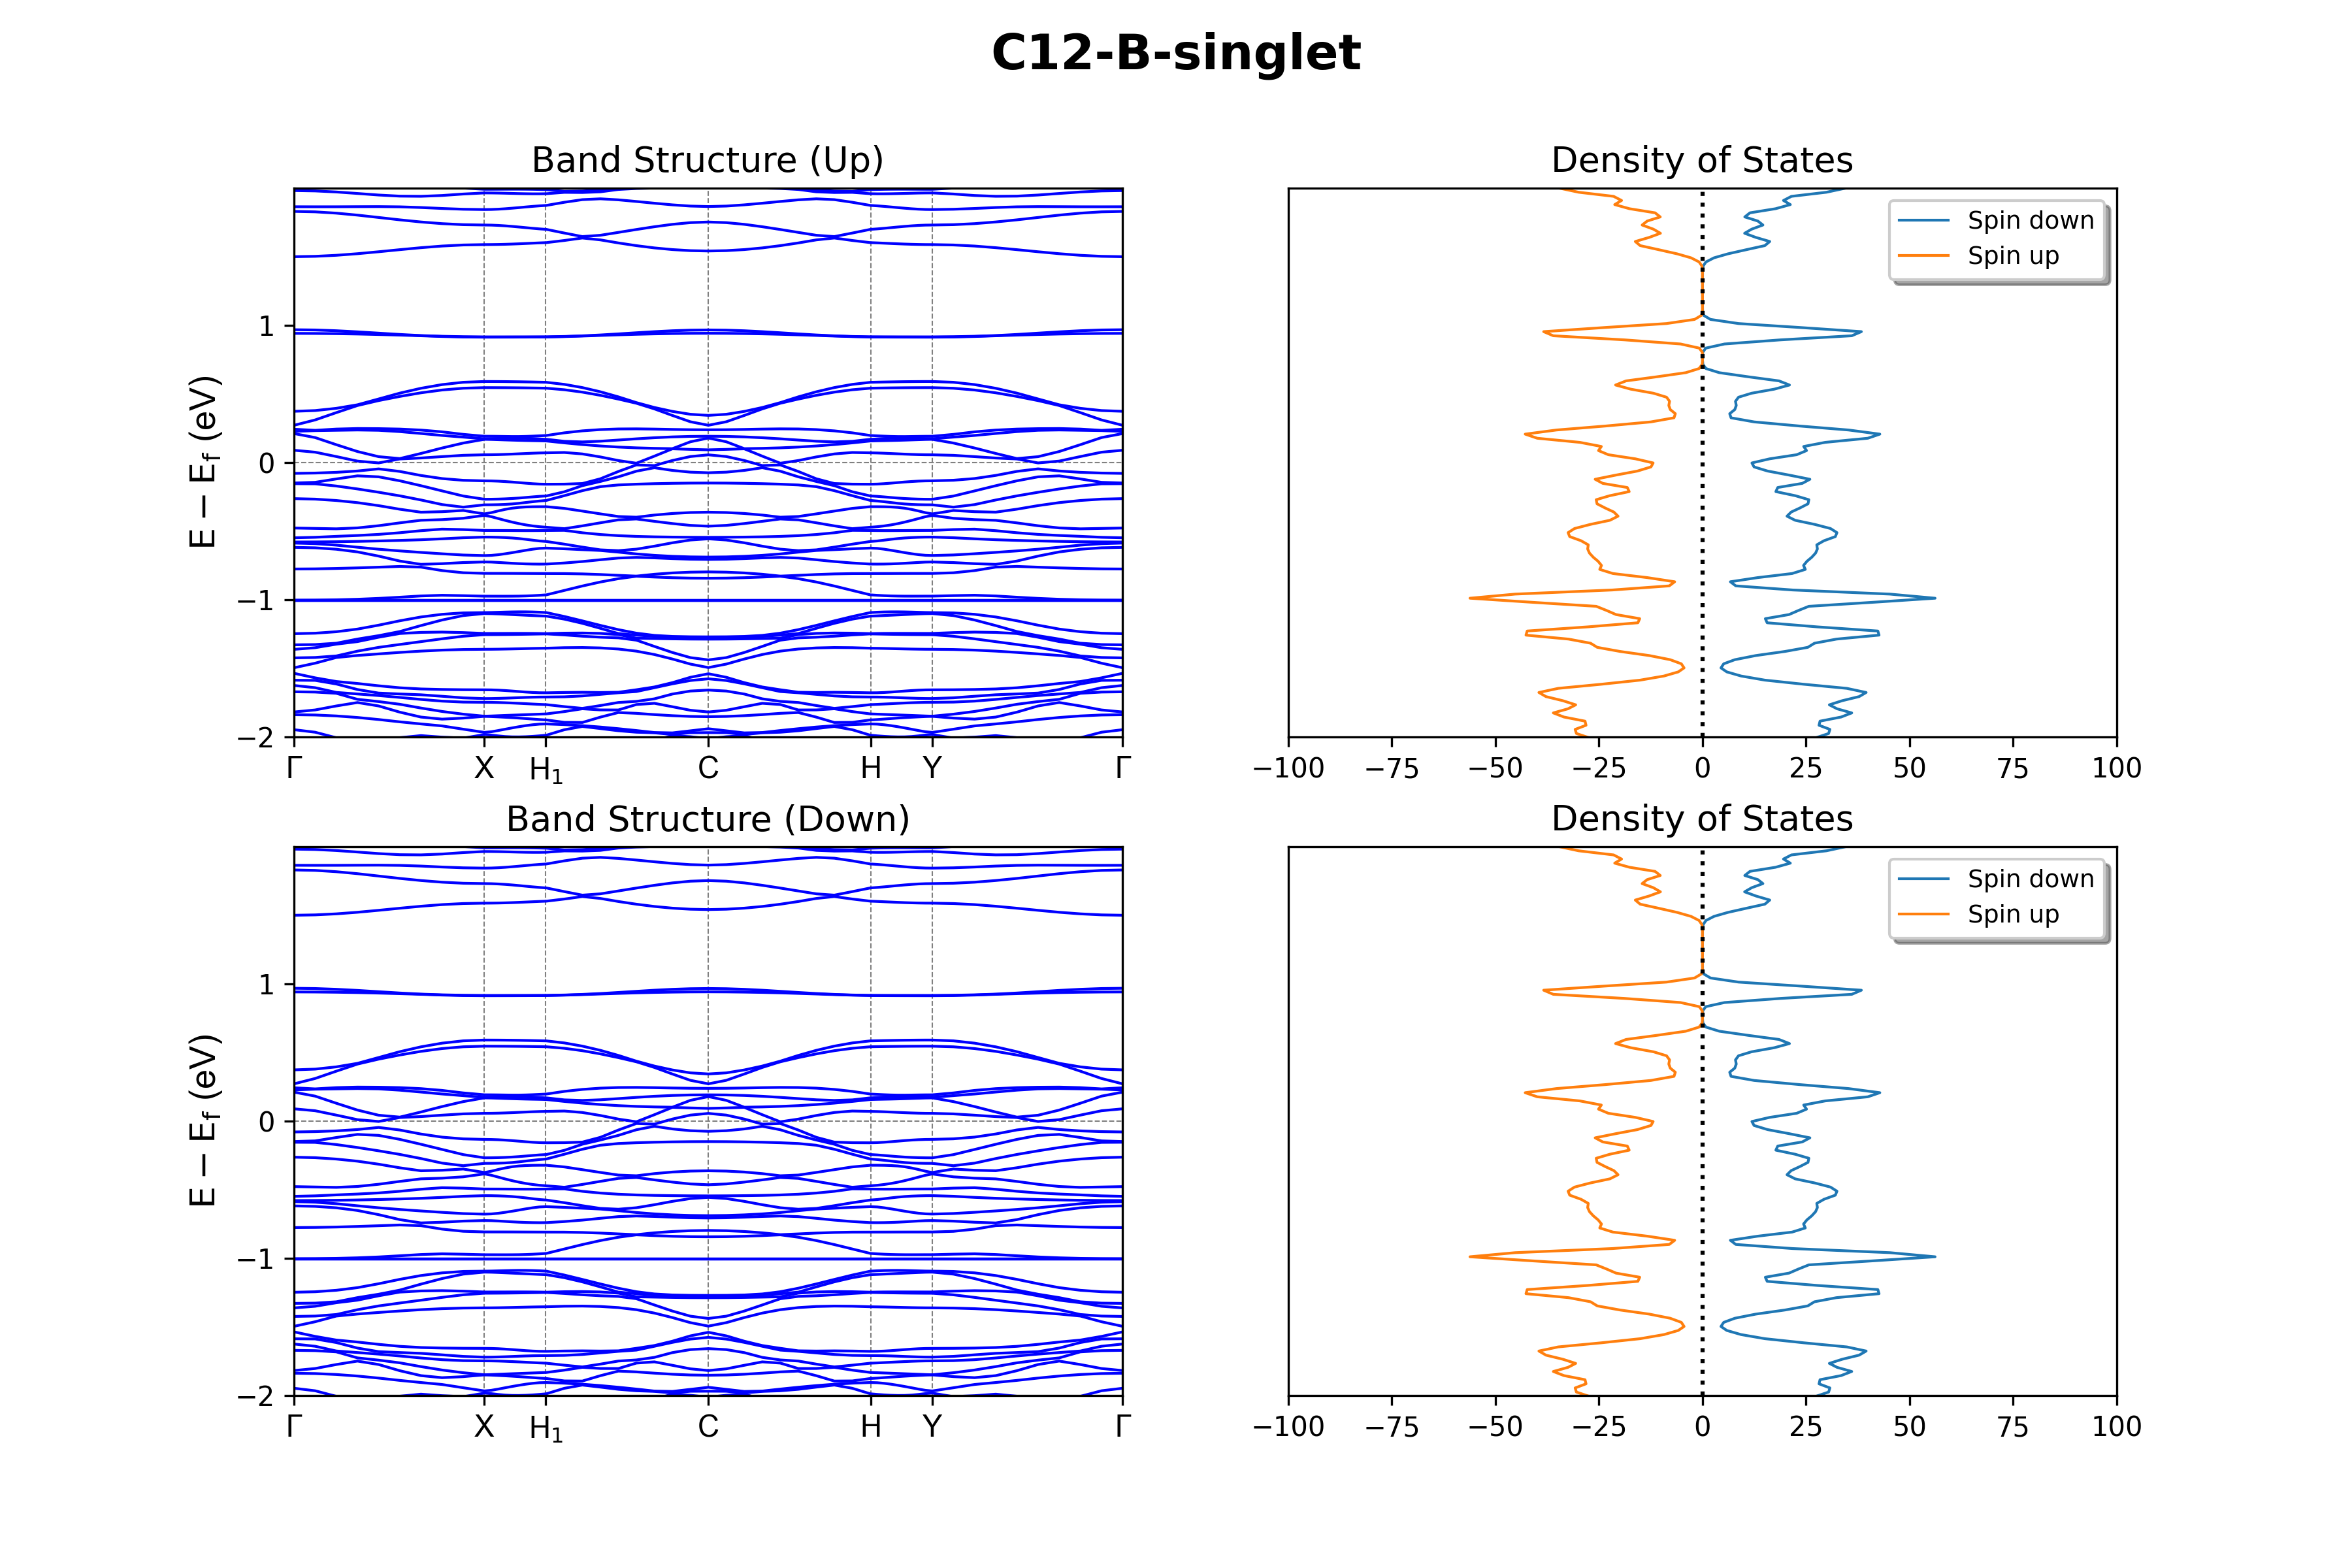 C12-B-singlet
Band Structure (Up)
E − E_f (eV)
1
0
−1
−2
Γ X H₁ C H Y Γ
Density of States
Spin down
Spin up
−100 −75 −50 −25 0 25 50 75 100
Band Structure (Down)
E − E_f (eV)
1
0
−1
−2
Γ X H₁ C H Y Γ
Density of States
Spin down
Spin up
−100 −75 −50 −25 0 25 50 75 100